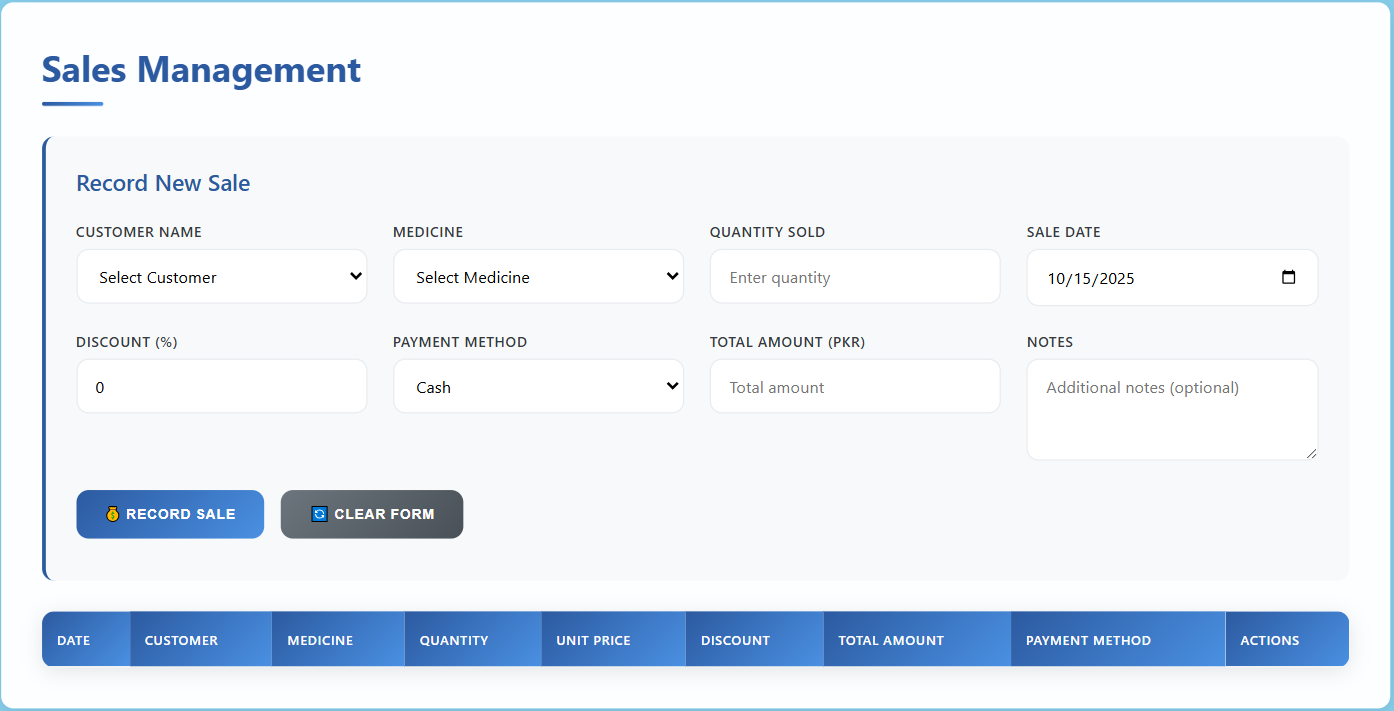 Sales Management
Record New Sale
CUSTOMER NAME MEDICINE QUANTITY SOLD SALE DATE
Select Customer Select Medicine Enter quantity 10/15/2025
DISCOUNT (%) PAYMENT METHOD TOTAL AMOUNT (PKR) NOTES
0 Cash Total amount Additional notes (optional)
💰 RECORD SALE 🔄 CLEAR FORM
DATE CUSTOMER MEDICINE QUANTITY UNIT PRICE DISCOUNT TOTAL AMOUNT PAYMENT METHOD ACTIONS